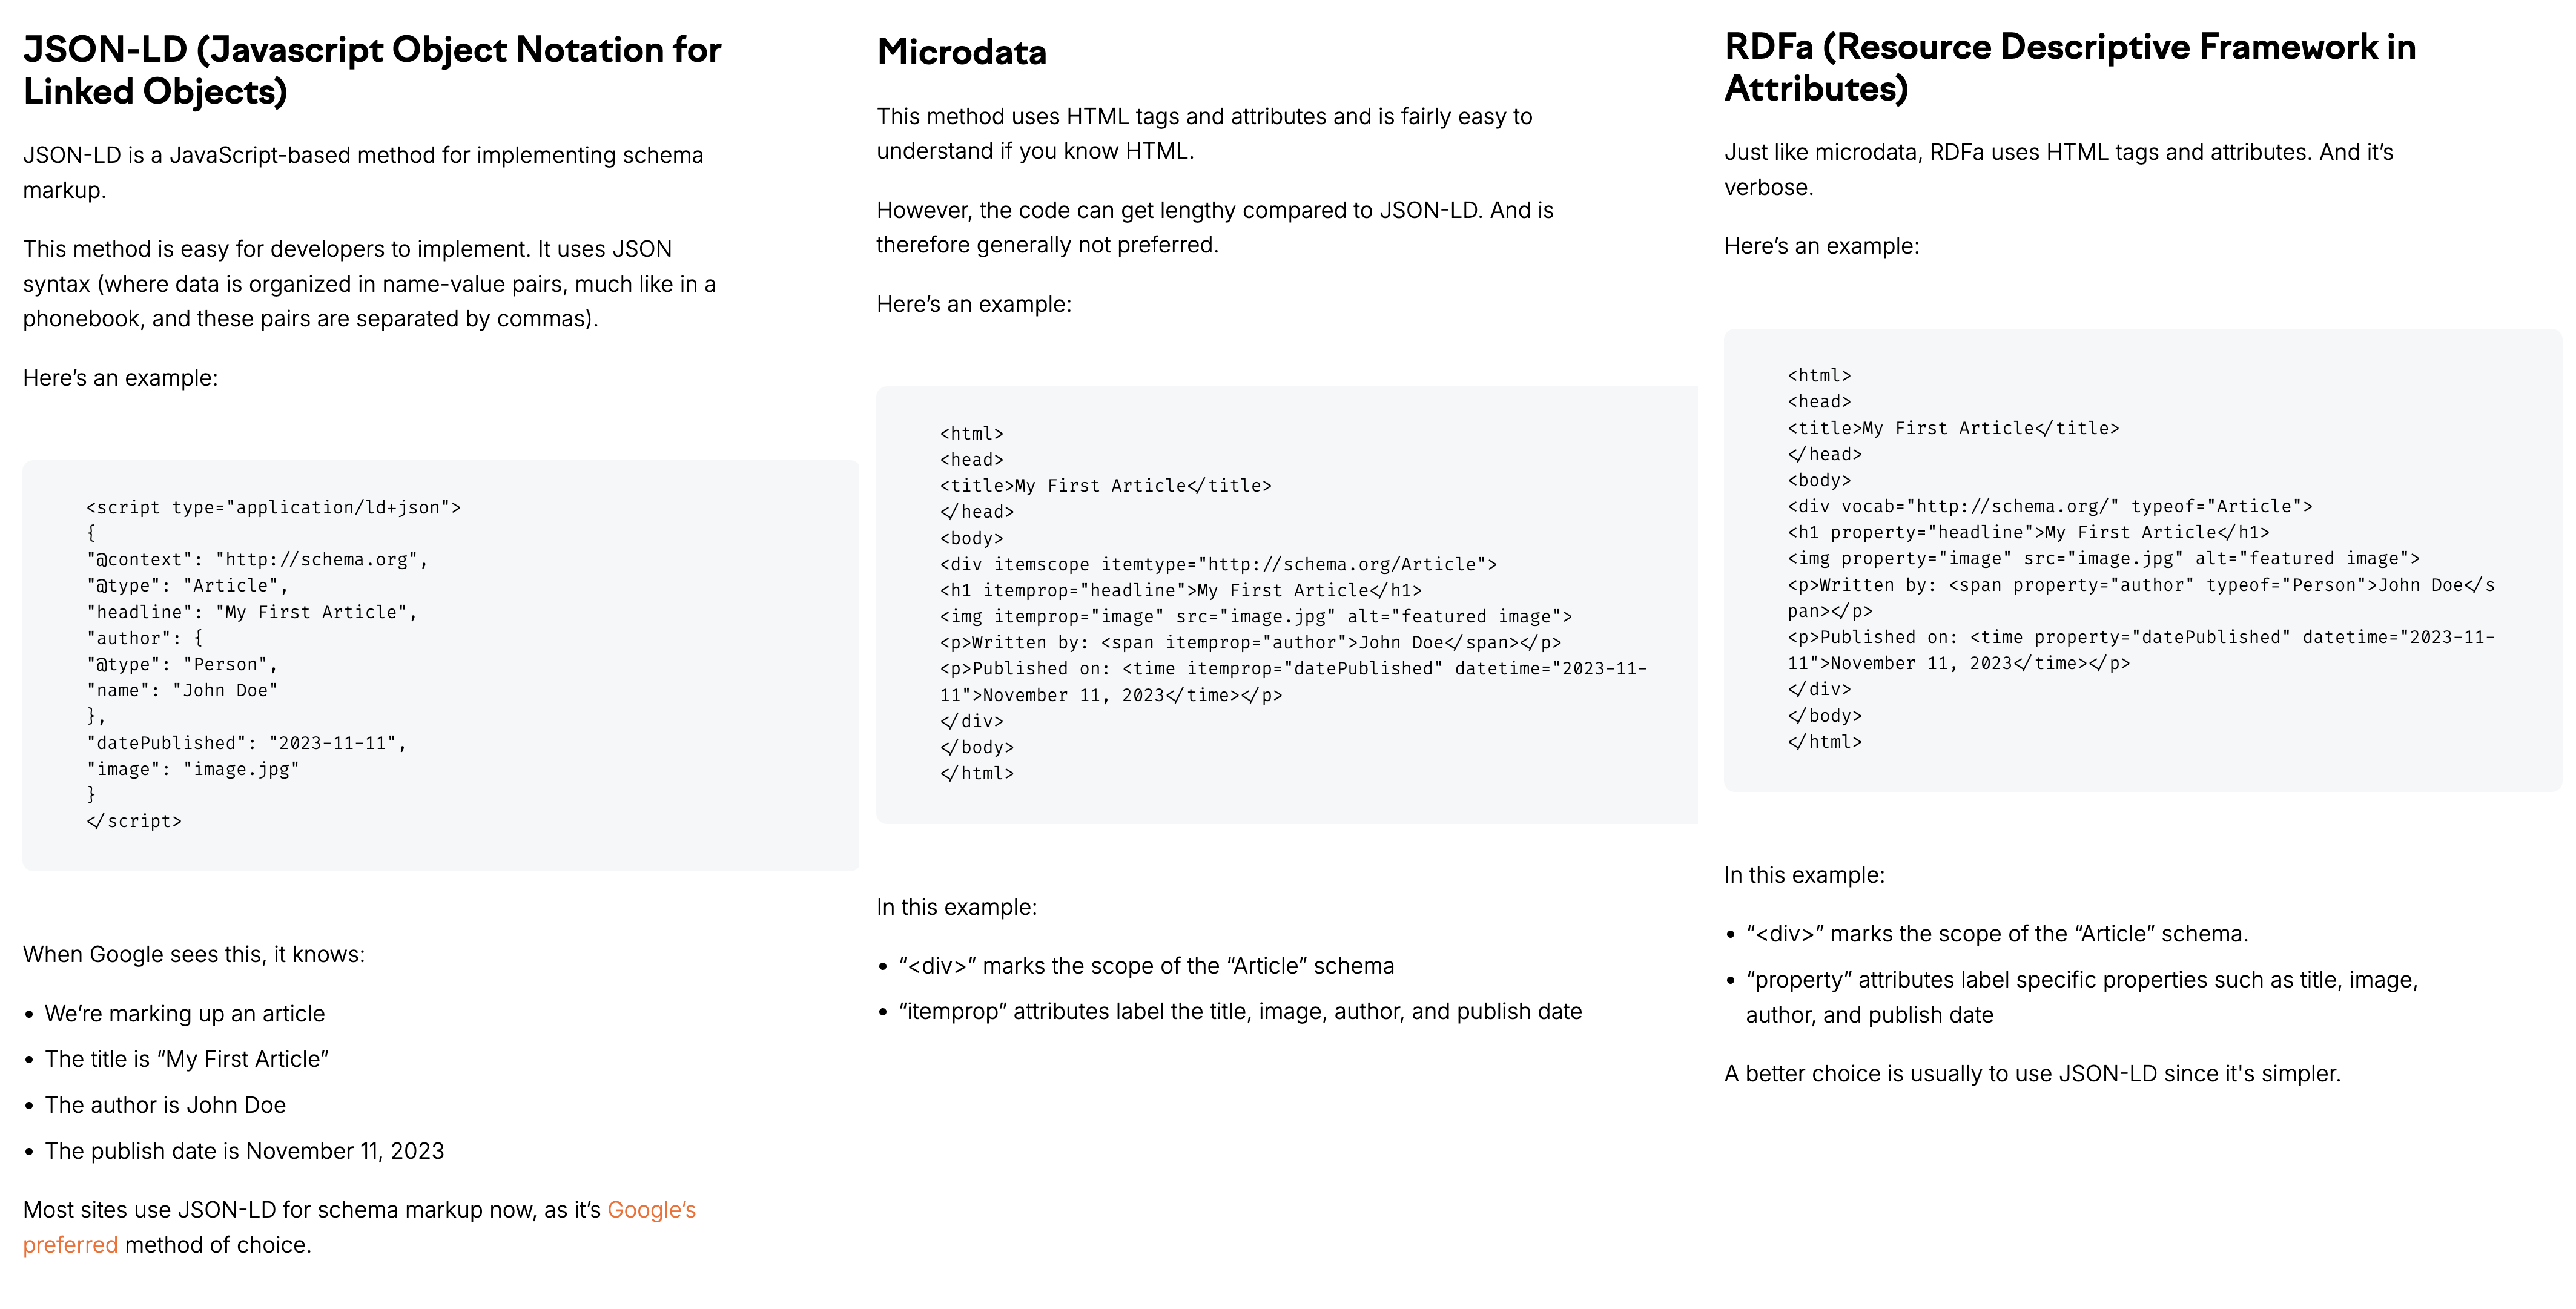 JSON-LD (Javascript Object Notation for
Linked Objects)
JSON-LD is a JavaScript-based method for implementing schema
markup.
This method is easy for developers to implement. It uses JSON
syntax (where data is organized in name-value pairs, much like in a
phonebook, and these pairs are separated by commas).
Here’s an example:
<script type="application/ld+json">
{
"@context": "http://schema.org",
"@type": "Article",
"headline": "My First Article",
"author": {
"@type": "Person",
"name": "John Doe"
},
"datePublished": "2023-11-11",
"image": "image.jpg"
}
</script>
When Google sees this, it knows:
• We’re marking up an article
• The title is “My First Article”
• The author is John Doe
• The publish date is November 11, 2023
Most sites use JSON-LD for schema markup now, as it’s Google’s
preferred method of choice.
Microdata
This method uses HTML tags and attributes and is fairly easy to
understand if you know HTML.
However, the code can get lengthy compared to JSON-LD. And is
therefore generally not preferred.
Here’s an example:
<html>
<head>
<title>My First Article</title>
</head>
<body>
<div itemscope itemtype="http://schema.org/Article">
<h1 itemprop="headline">My First Article</h1>
<img itemprop="image" src="image.jpg" alt="featured image">
<p>Written by: <span itemprop="author">John Doe</span></p>
<p>Published on: <time itemprop="datePublished" datetime="2023-11-
11">November 11, 2023</time></p>
</div>
</body>
</html>
In this example:
• “<div>” marks the scope of the “Article” schema
• “itemprop” attributes label the title, image, author, and publish date
RDFa (Resource Descriptive Framework in
Attributes)
Just like microdata, RDFa uses HTML tags and attributes. And it’s
verbose.
Here’s an example:
<html>
<head>
<title>My First Article</title>
</head>
<body>
<div vocab="http://schema.org/" typeof="Article">
<h1 property="headline">My First Article</h1>
<img property="image" src="image.jpg" alt="featured image">
<p>Written by: <span property="author" typeof="Person">John Doe</s
pan></p>
<p>Published on: <time property="datePublished" datetime="2023-11-
11">November 11, 2023</time></p>
</div>
</body>
</html>
In this example:
• “<div>” marks the scope of the “Article” schema.
• “property” attributes label specific properties such as title, image,
author, and publish date
A better choice is usually to use JSON-LD since it's simpler.